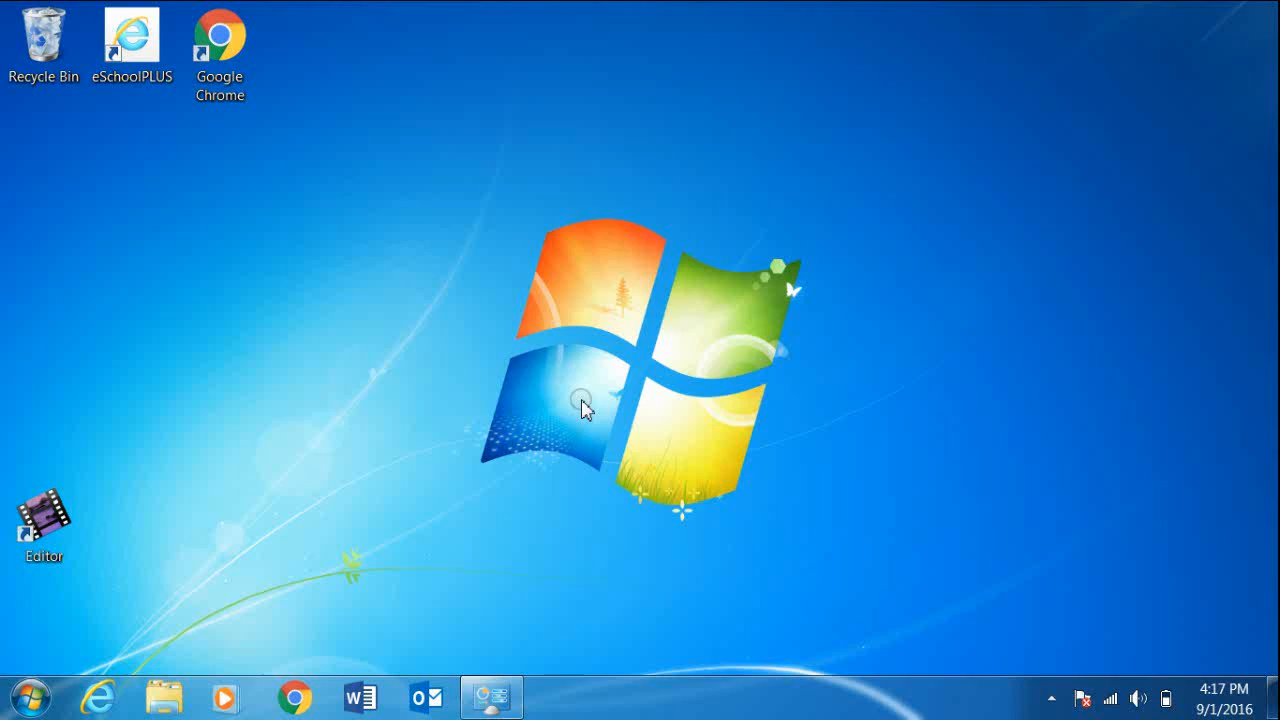 Recycle Bin
eSchoolPLUS
Google
Chrome
Editor
4:17 PM
9/1/2016